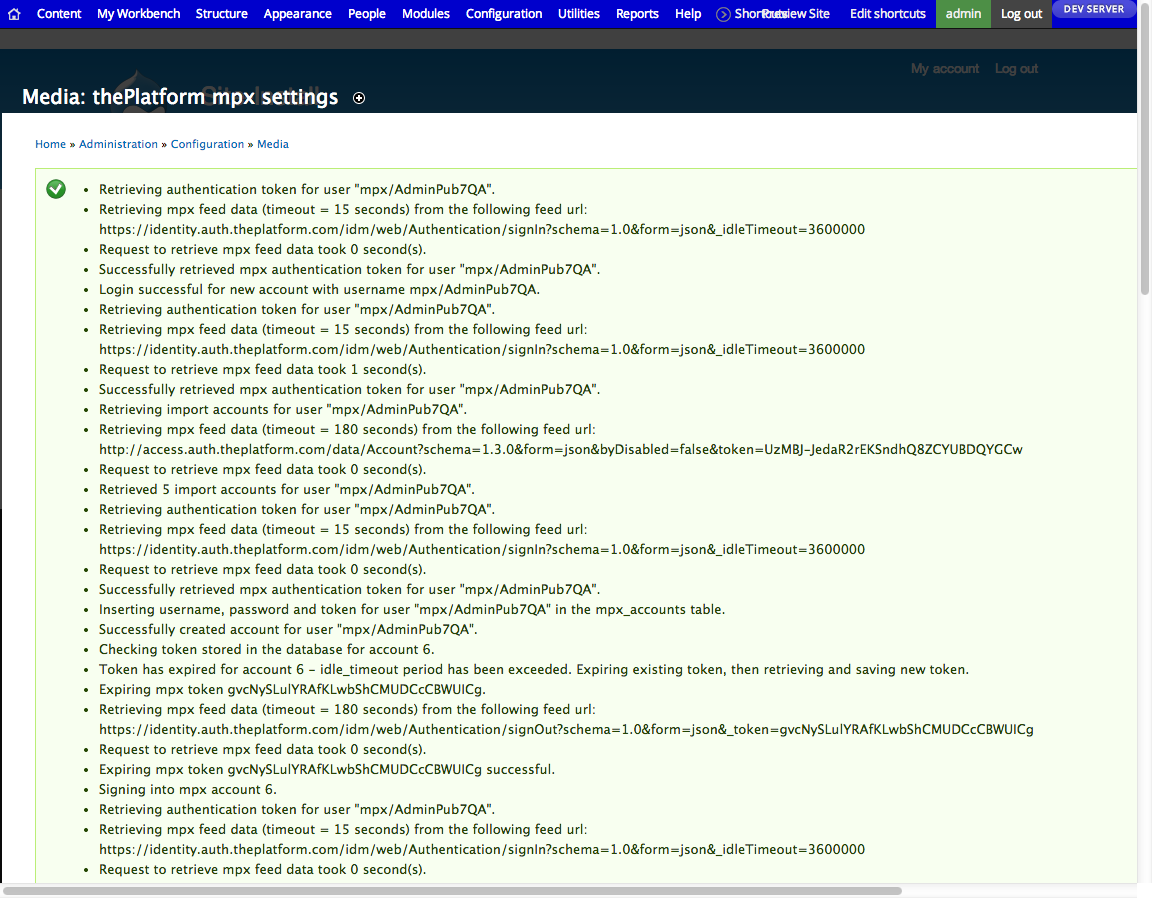 Content My Workbench Structure Appearance People Modules Configuration Utilities Reports Help Shortcuts Preview Site Edit shortcuts admin Log out DEV SERVER
My account Log out
Media: thePlatform mpx settings
Home » Administration » Configuration » Media
• Retrieving authentication token for user "mpx/AdminPub7QA".
• Retrieving mpx feed data (timeout = 15 seconds) from the following feed url:
https://identity.auth.theplatform.com/idm/web/Authentication/signIn?schema=1.0&form=json&_idleTimeout=3600000
• Request to retrieve mpx feed data took 0 second(s).
• Successfully retrieved mpx authentication token for user "mpx/AdminPub7QA".
• Login successful for new account with username mpx/AdminPub7QA.
• Retrieving authentication token for user "mpx/AdminPub7QA".
• Retrieving mpx feed data (timeout = 15 seconds) from the following feed url:
https://identity.auth.theplatform.com/idm/web/Authentication/signIn?schema=1.0&form=json&_idleTimeout=3600000
• Request to retrieve mpx feed data took 1 second(s).
• Successfully retrieved mpx authentication token for user "mpx/AdminPub7QA".
• Retrieving import accounts for user "mpx/AdminPub7QA".
• Retrieving mpx feed data (timeout = 180 seconds) from the following feed url:
http://access.auth.theplatform.com/data/Account?schema=1.3.0&form=json&byDisabled=false&token=UzMBJ-JedaR2rEKSndhQ8ZCYUBDQYGCw
• Request to retrieve mpx feed data took 0 second(s).
• Retrieved 5 import accounts for user "mpx/AdminPub7QA".
• Retrieving authentication token for user "mpx/AdminPub7QA".
• Retrieving mpx feed data (timeout = 15 seconds) from the following feed url:
https://identity.auth.theplatform.com/idm/web/Authentication/signIn?schema=1.0&form=json&_idleTimeout=3600000
• Request to retrieve mpx feed data took 0 second(s).
• Successfully retrieved mpx authentication token for user "mpx/AdminPub7QA".
• Inserting username, password and token for user "mpx/AdminPub7QA" in the mpx_accounts table.
• Successfully created account for user "mpx/AdminPub7QA".
• Checking token stored in the database for account 6.
• Token has expired for account 6 – idle_timeout period has been exceeded. Expiring existing token, then retrieving and saving new token.
• Expiring mpx token gvcNySLulYRAfKLwbShCMUDCcCBWUICg.
• Retrieving mpx feed data (timeout = 180 seconds) from the following feed url:
https://identity.auth.theplatform.com/idm/web/Authentication/signOut?schema=1.0&form=json&_token=gvcNySLulYRAfKLwbShCMUDCcCBWUICg
• Request to retrieve mpx feed data took 0 second(s).
• Expiring mpx token gvcNySLulYRAfKLwbShCMUDCcCBWUICg successful.
• Signing into mpx account 6.
• Retrieving authentication token for user "mpx/AdminPub7QA".
• Retrieving mpx feed data (timeout = 15 seconds) from the following feed url:
https://identity.auth.theplatform.com/idm/web/Authentication/signIn?schema=1.0&form=json&_idleTimeout=3600000
• Request to retrieve mpx feed data took 0 second(s).